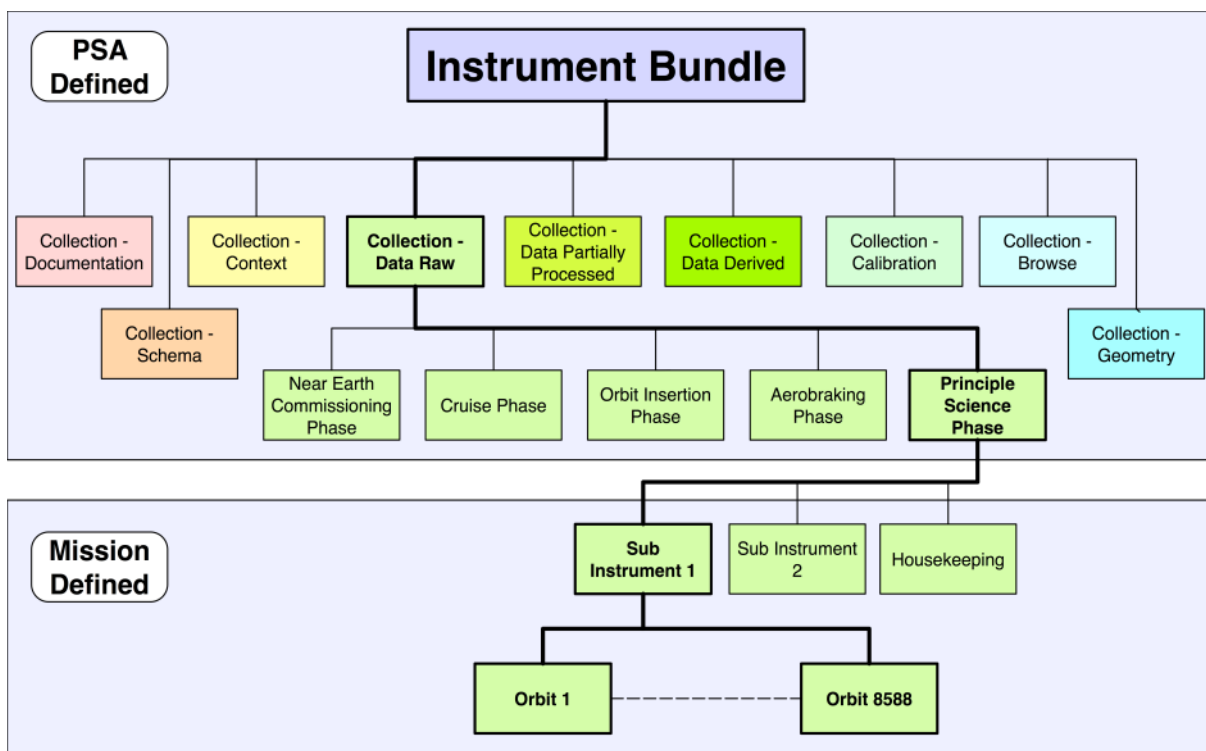 PSA
Defined
Instrument Bundle
Collection -
Documentation
Collection -
Context
Collection -
Data Raw
Collection -
Data Partially
Processed
Collection -
Data Derived
Collection -
Calibration
Collection -
Browse
Collection -
Schema
Collection -
Geometry
Near Earth
Commissioning
Phase
Cruise Phase
Orbit Insertion
Phase
Aerobraking
Phase
Principle
Science
Phase
Mission
Defined
Sub
Instrument 1
Sub Instrument
2
Housekeeping
Orbit 1
Orbit 8588